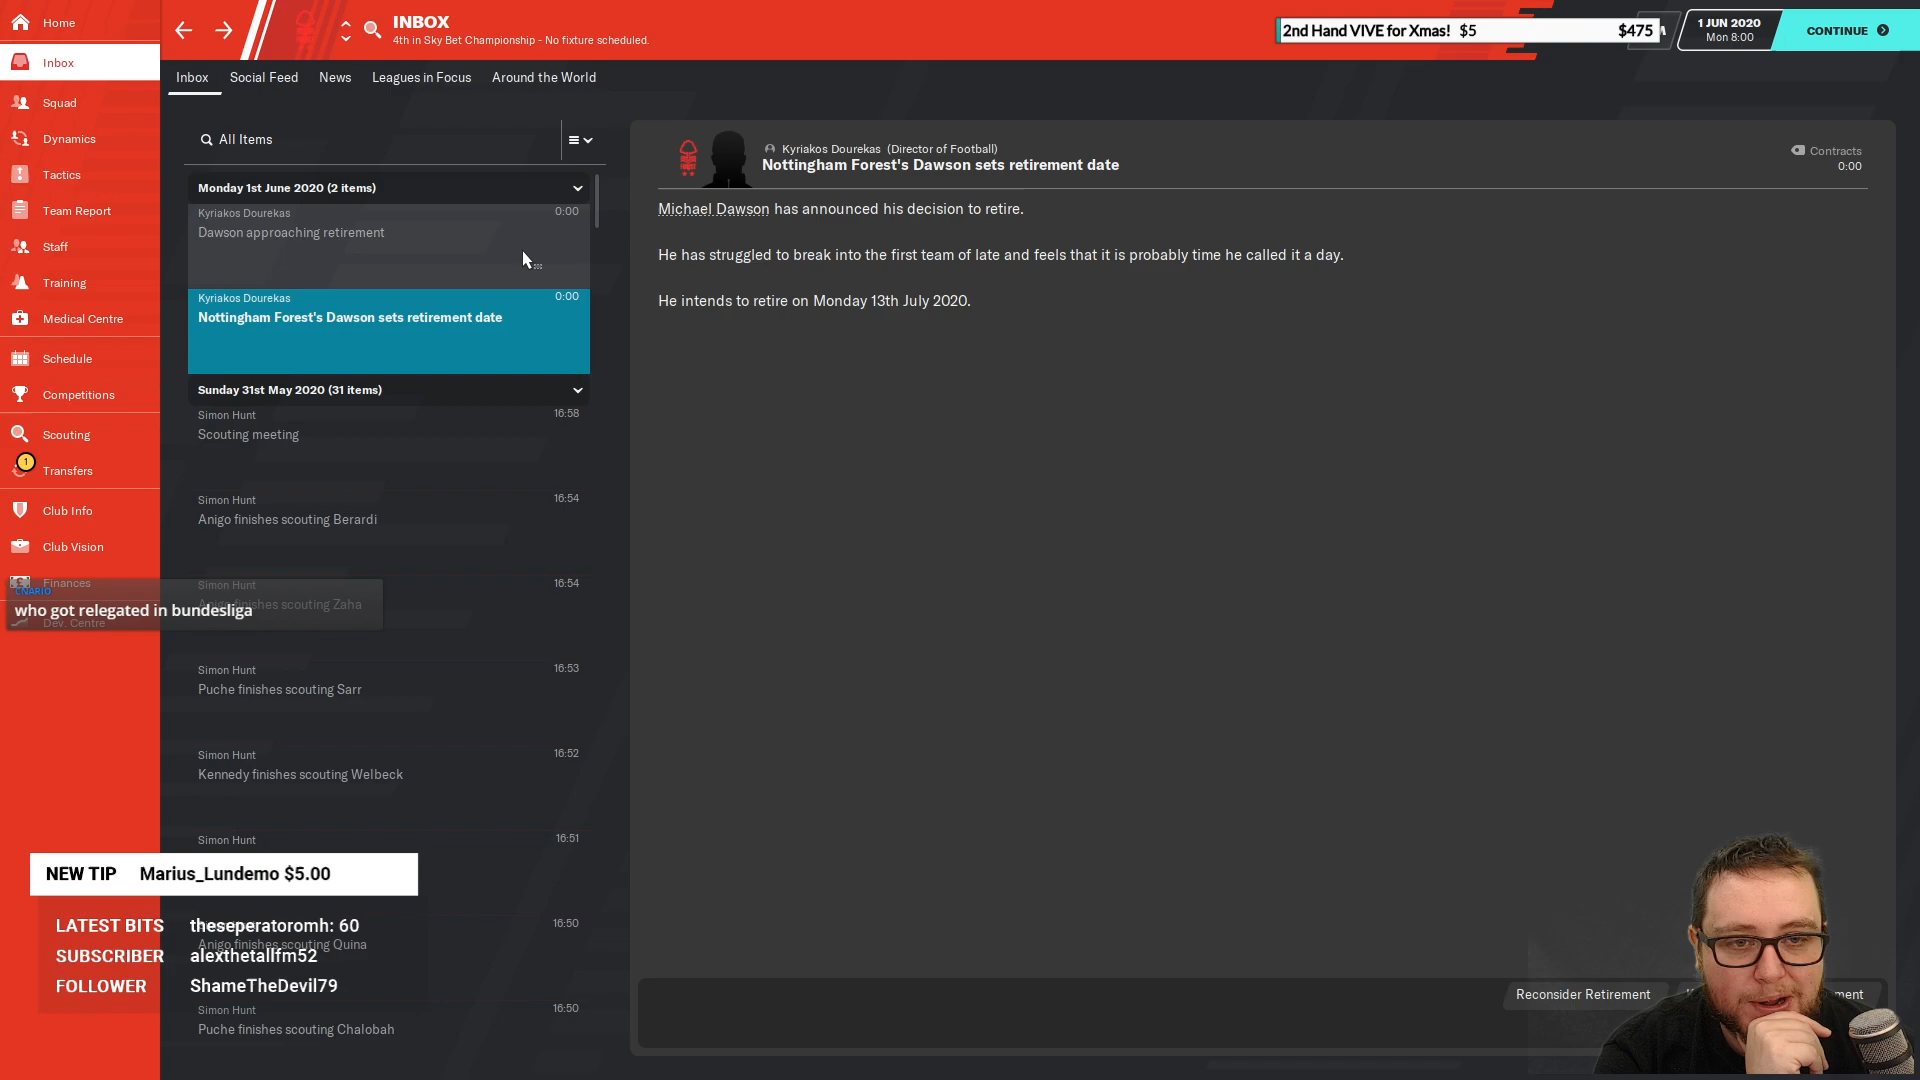 Home
INBOX
4th in Sky Bet Championship - No fixture scheduled.
2nd Hand VIVE for Xmas! $5 $475
1 JUN 2020
Mon 8:00
CONTINUE
Inbox
Squad
Dynamics
Tactics
Team Report
Staff
Training
Medical Centre
Schedule
Competitions
Scouting
1
Transfers
Club Info
Club Vision
Finances
Dev. Centre
CNARIO
who got relegated in bundesliga
Inbox Social Feed News Leagues in Focus Around the World
All Items
Monday 1st June 2020 (2 items)
Kyriakos Dourekas 0:00
Dawson approaching retirement
Kyriakos Dourekas 0:00
Nottingham Forest's Dawson sets retirement date
Sunday 31st May 2020 (31 items)
Simon Hunt 16:58
Scouting meeting
Simon Hunt 16:54
Anigo finishes scouting Berardi
Simon Hunt 16:54
Anigo finishes scouting Zaha
Simon Hunt 16:53
Puche finishes scouting Sarr
Simon Hunt 16:52
Kennedy finishes scouting Welbeck
Simon Hunt 16:51
16:50
Anigo finishes scouting Quina
Simon Hunt 16:50
Puche finishes scouting Chalobah
NEW TIP Marius_Lundemo $5.00
LATEST BITS theseperatoromh: 60
SUBSCRIBER alexthetallfm52
FOLLOWER ShameTheDevil79
Kyriakos Dourekas (Director of Football)
Nottingham Forest's Dawson sets retirement date
Contracts
0:00
Michael Dawson has announced his decision to retire.
He has struggled to break into the first team of late and feels that it is probably time he called it a day.
He intends to retire on Monday 13th July 2020.
Reconsider Retirement